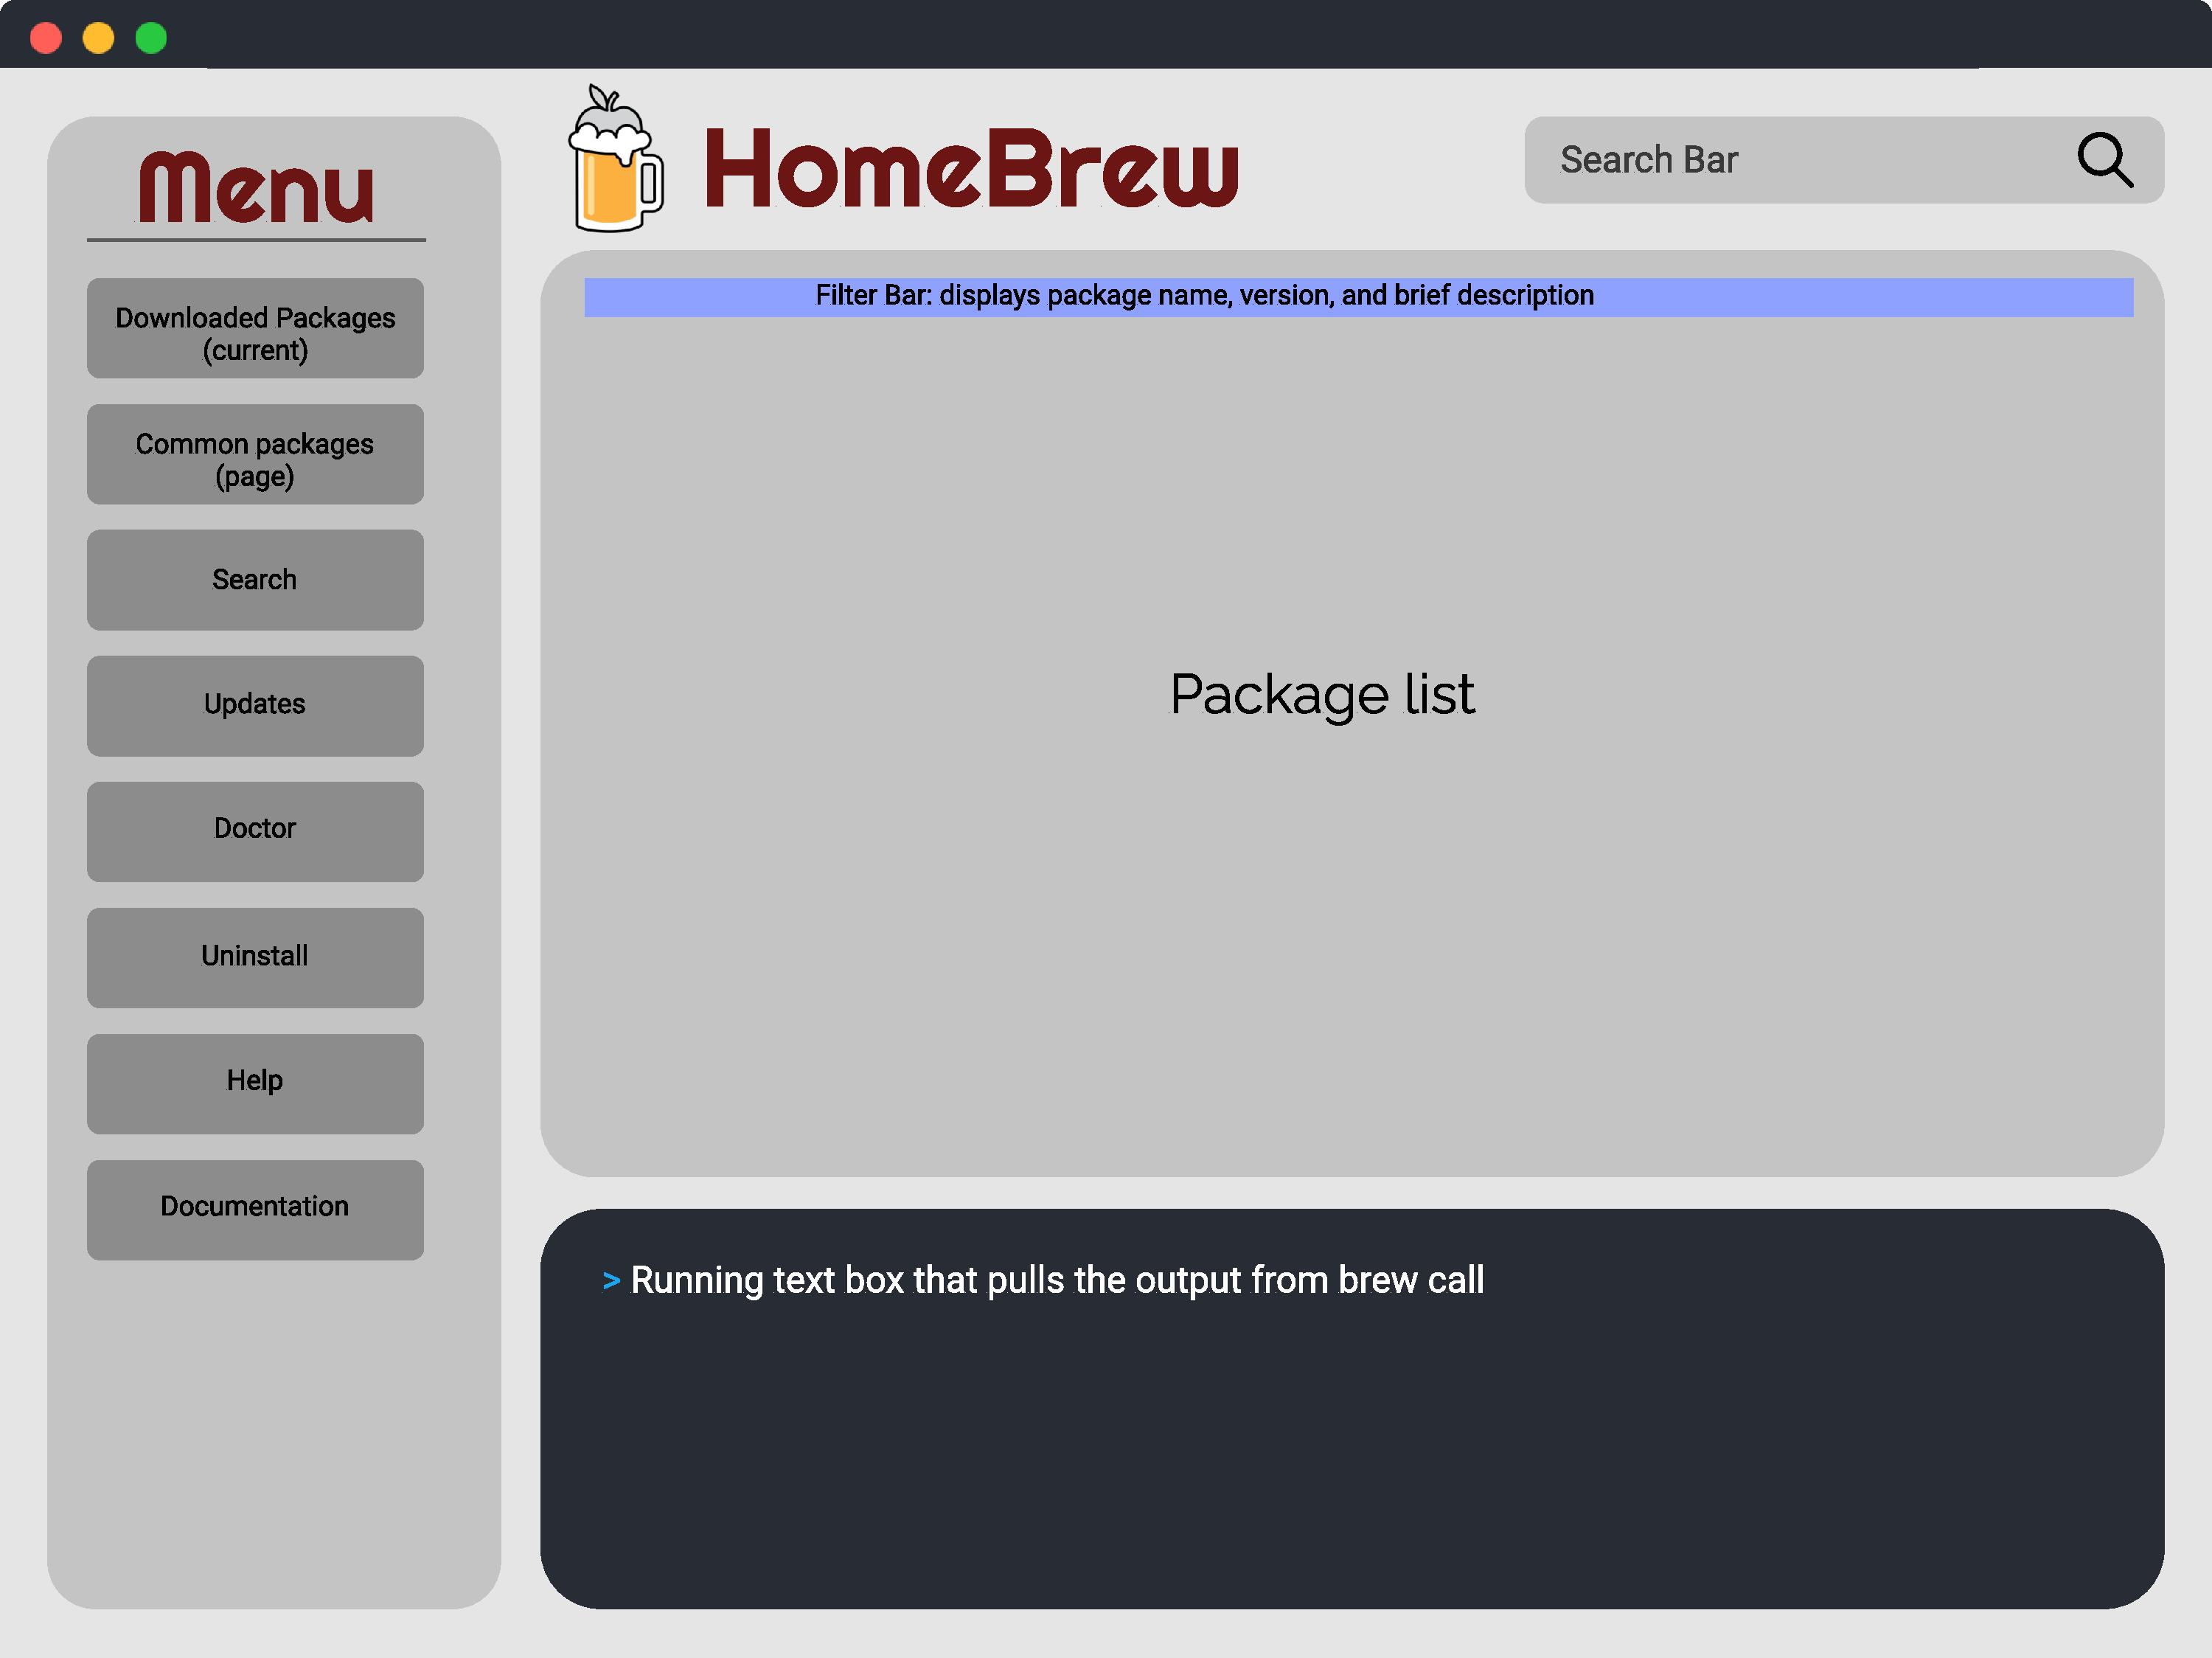 Menu
Downloaded Packages
(current)
Common packages
(page)
Search
Updates
Doctor
Uninstall
Help
Documentation
HomeBrew
Search Bar
Filter Bar: displays package name, version, and brief description
Package list
> Running text box that pulls the output from brew call